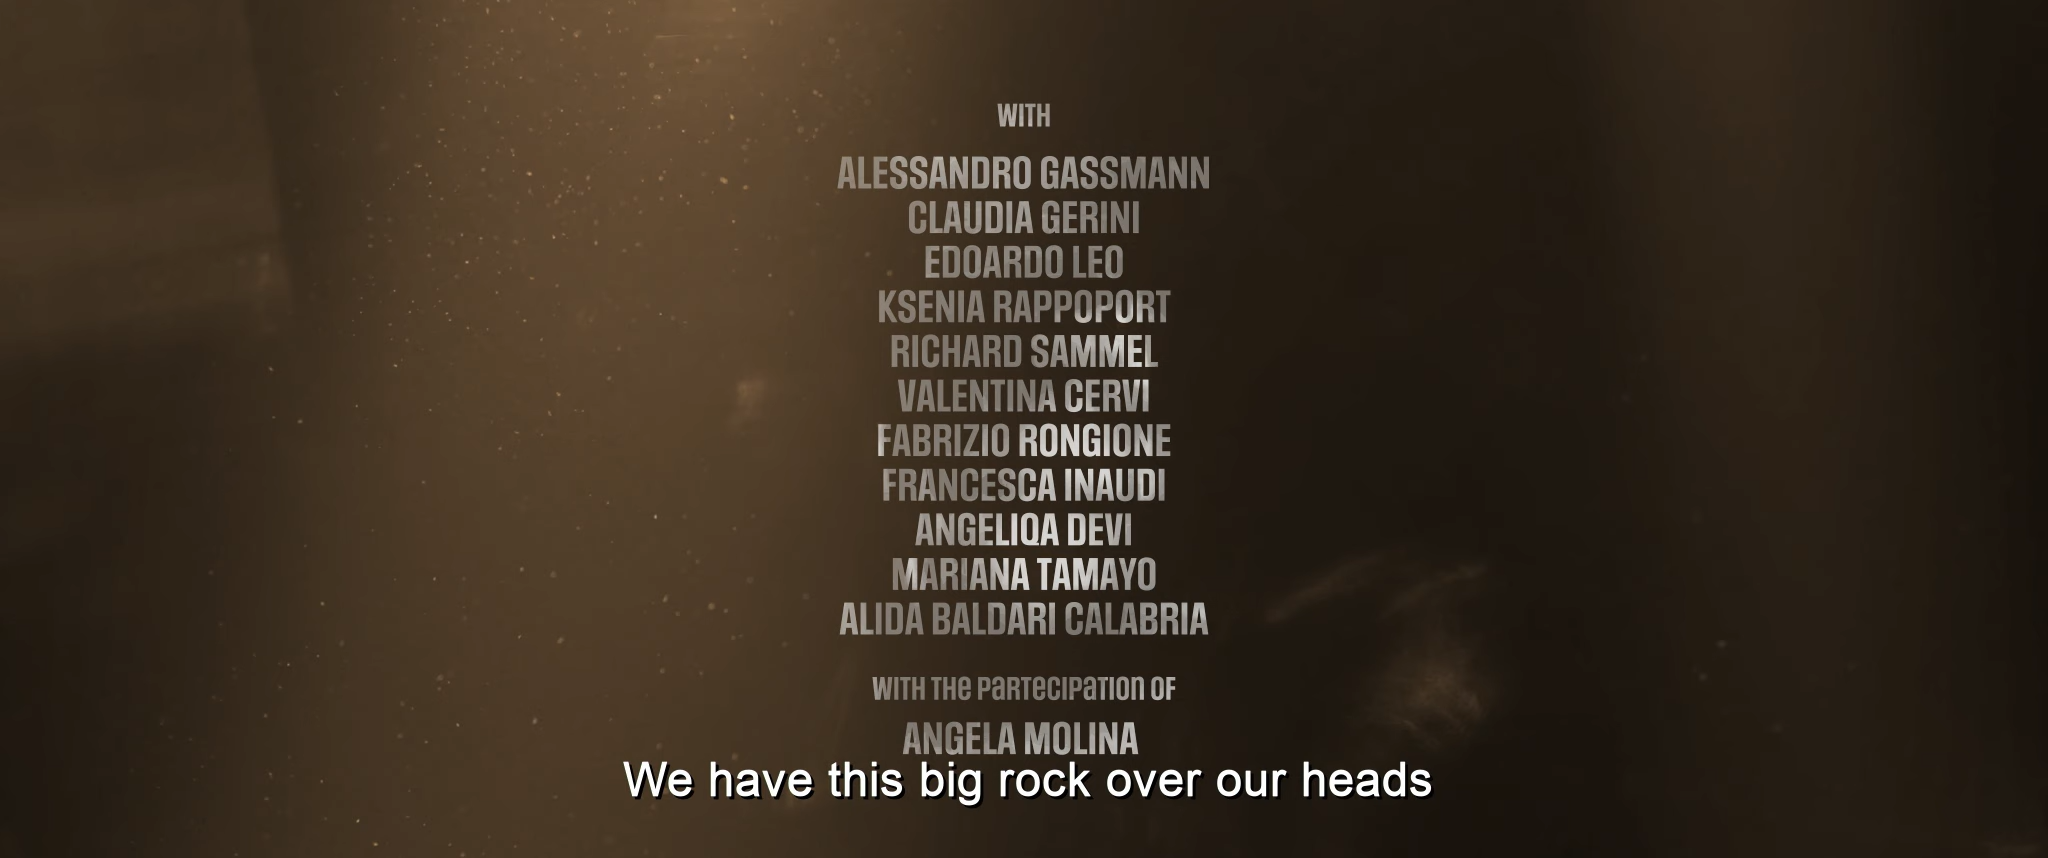 WITH
ALESSANDRO GASSMANN
CLAUDIA GERINI
EDOARDO LEO
KSENIA RAPPOPORT
RICHARD SAMMEL
VALENTINA CERVI
FABRIZIO RONGIONE
FRANCESCA INAUDI
ANGELIQA DEVI
MARIANA TAMAYO
ALIDA BALDARI CALABRIA
WITH THE PARTECIPATION OF
ANGELA MOLINA
We have this big rock over our heads